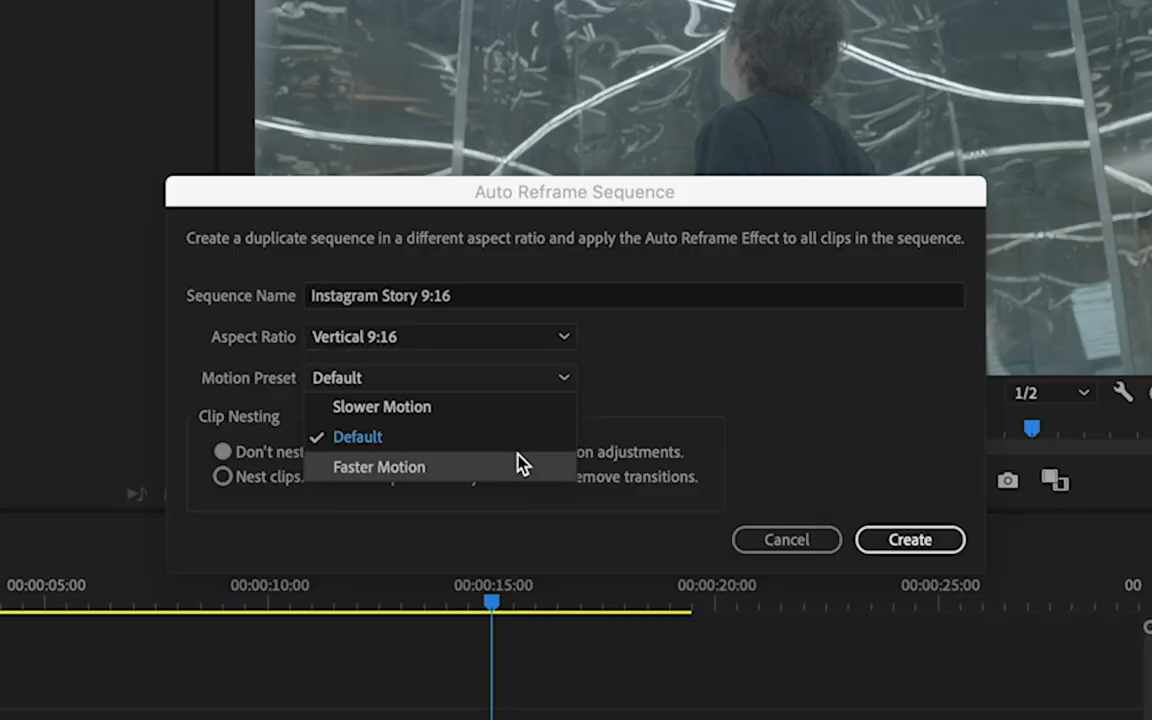 Auto Reframe Sequence
Create a duplicate sequence in a different aspect ratio and apply the Auto Reframe Effect to all clips in the sequence.
Sequence Name Instagram Story 9:16
Aspect Ratio Vertical 9:16
Motion Preset Default
1/2
Slower Motion
Clip Nesting
Default
Don't nest on adjustments.
Faster Motion
Nest clips. emove transitions.
Cancel Create
00:00:05:00 00:00:10:00 00:00:15:00 00:00:20:00 00:00:25:00 00